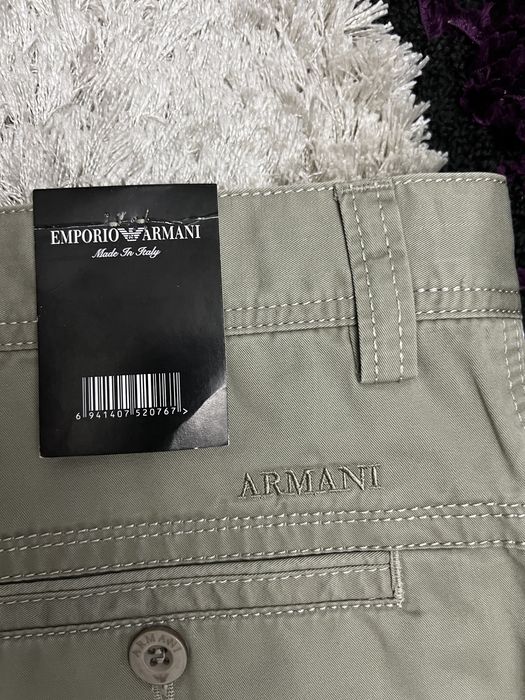 EMPORIO ARMANI
Made In Italy
6 941407 520767 >
ARMANI
ARMANI